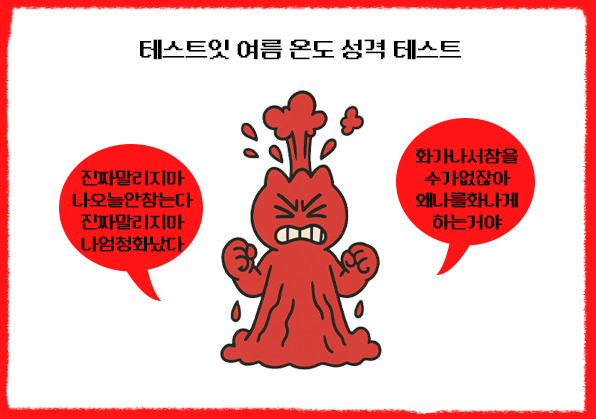 테스트잇 여름 온도 성격 테스트
진짜말리지마
나오늘안참는다
진짜말리지마
나엄청화났다
화가나서참을
수가없잖아
왜나를화나게
하는거야